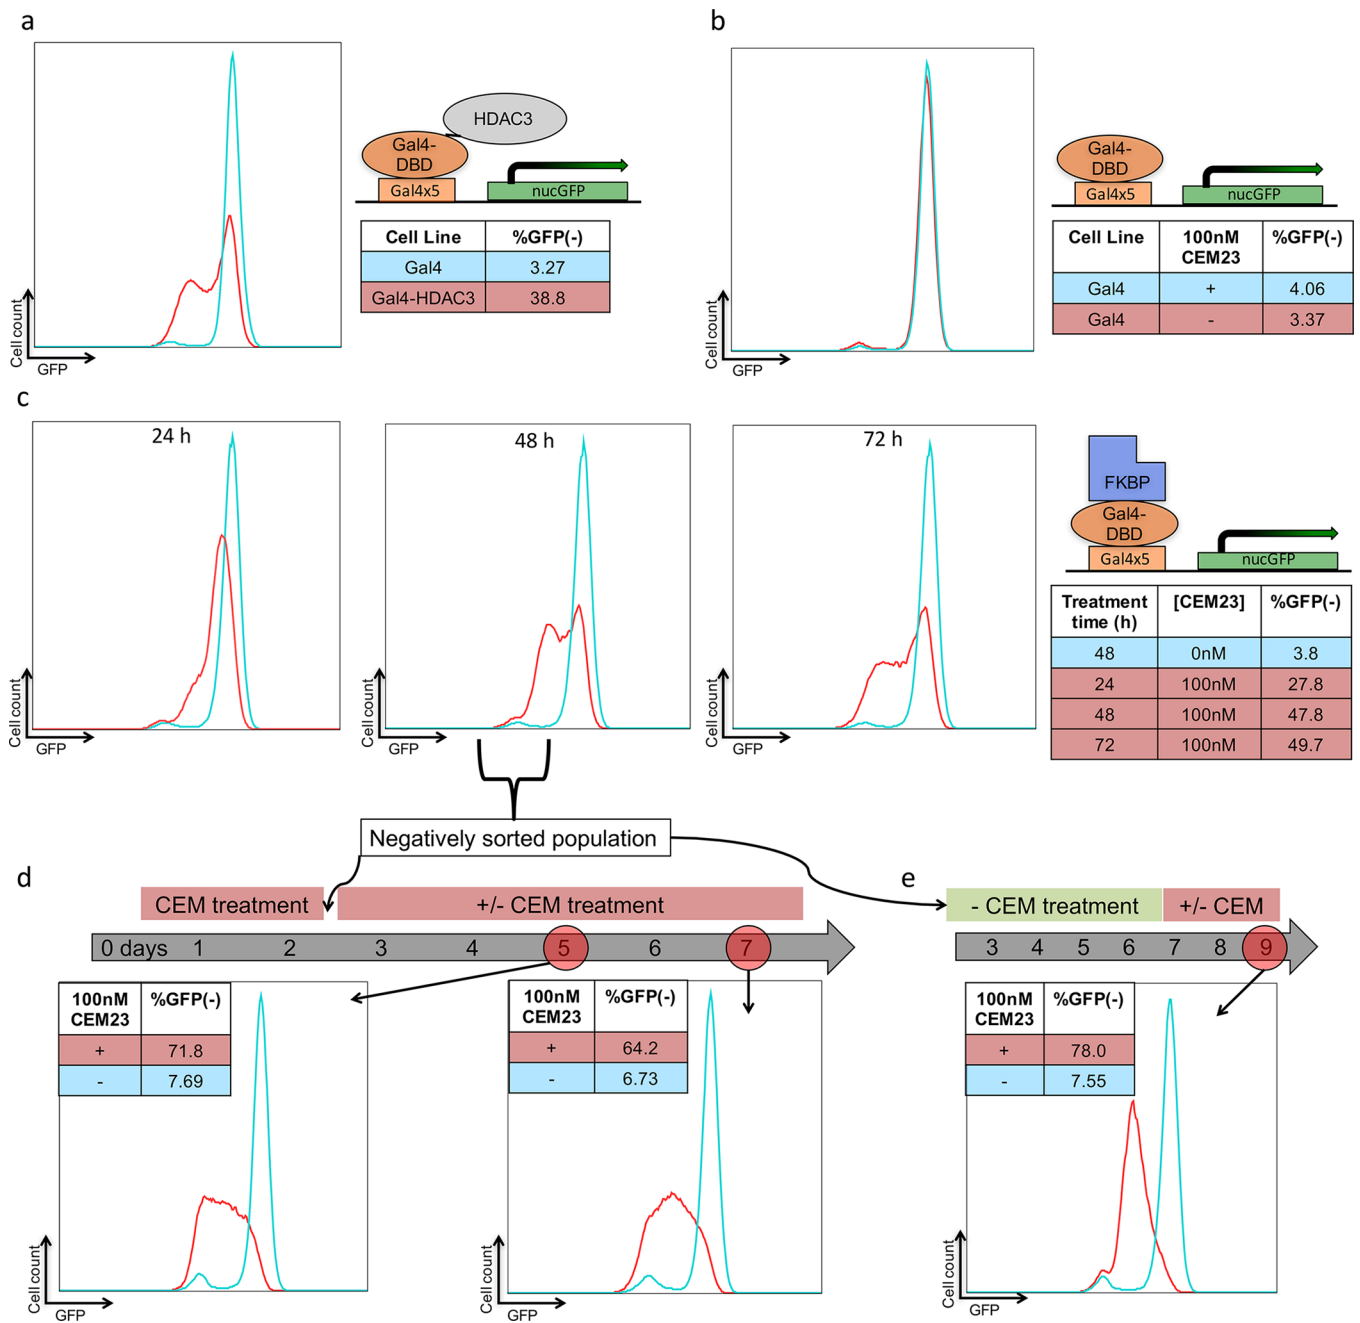 a
HDAC3
Gal4-
DBD
Gal4x5
nucGFP
Cell Line %GFP(-)
Gal4 3.27
Gal4-HDAC3 38.8
Cell count
GFP
b
Gal4-
DBD
Gal4x5
nucGFP
Cell Line 100nM CEM23 %GFP(-)
Gal4 + 4.06
Gal4 - 3.37
Cell count
GFP
c
24 h
Cell count
GFP
48 h
Cell count
GFP
72 h
Cell count
GFP
FKBP
Gal4-
DBD
Gal4x5
nucGFP
Treatment time (h) [CEM23] %GFP(-)
48 0nM 3.8
24 100nM 27.8
48 100nM 47.8
72 100nM 49.7
Negatively sorted population
d
CEM treatment
+/- CEM treatment
0 days 1 2 3 4 5 6 7
100nM CEM23 %GFP(-)
+ 71.8
- 7.69
Cell count
GFP
100nM CEM23 %GFP(-)
+ 64.2
- 6.73
Cell count
GFP
e
- CEM treatment
+/- CEM
3 4 5 6 7 8 9
100nM CEM23 %GFP(-)
+ 78.0
- 7.55
Cell count
GFP